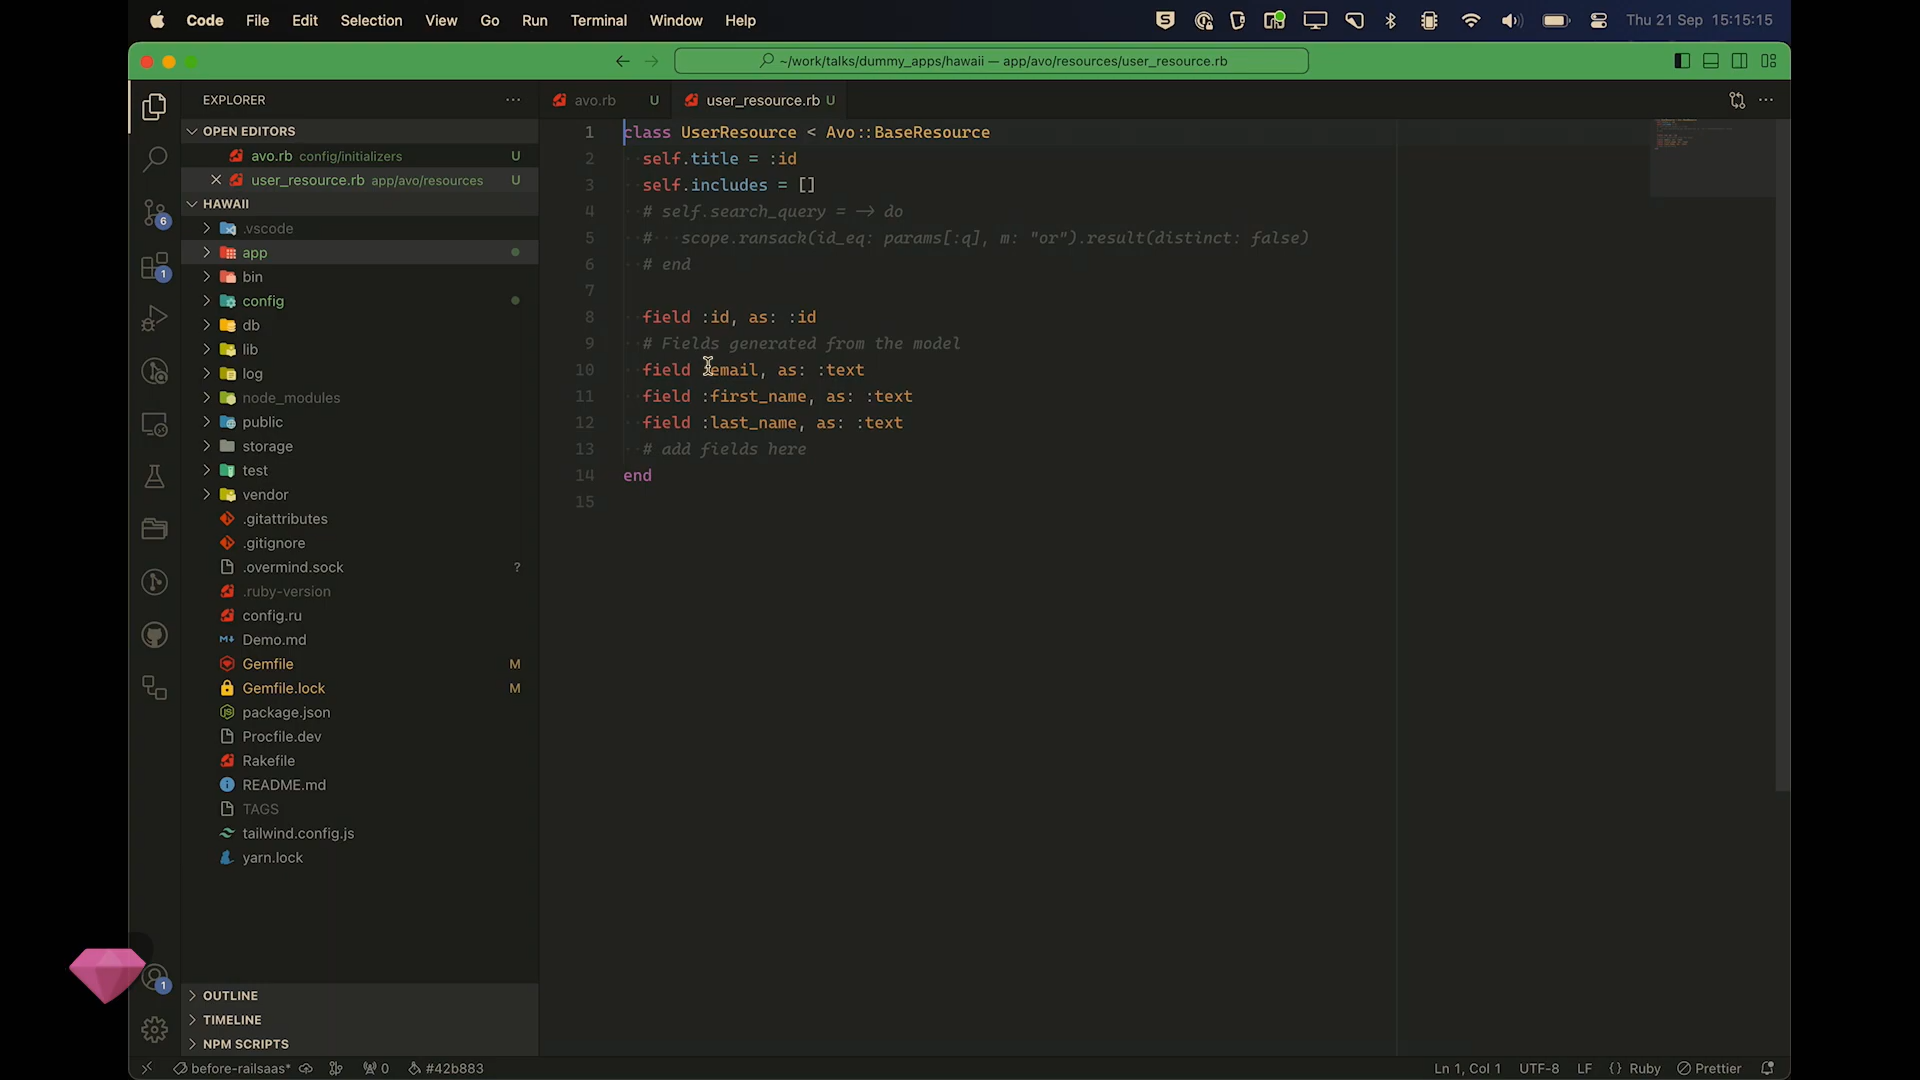 Code File Edit Selection View Go Run Terminal Window Help
Thu 21 Sep 15:15:15
~/work/talks/dummy_apps/hawaii — app/avo/resources/user_resource.rb
EXPLORER
OPEN EDITORS
avo.rb config/initializers U
user_resource.rb app/avo/resources U
HAWAII
.vscode
app
bin
config
db
lib
log
node_modules
public
storage
test
vendor
.gitattributes
.gitignore
.overmind.sock ?
.ruby-version
config.ru
Demo.md
Gemfile M
Gemfile.lock M
package.json
Procfile.dev
Rakefile
README.md
TAGS
tailwind.config.js
yarn.lock
OUTLINE
TIMELINE
NPM SCRIPTS
6
1
1
avo.rb U
user_resource.rb U
1 class UserResource < Avo::BaseResource
2 self.title = :id
3 self.includes = []
4 # self.search_query = -> do
5 # scope.ransack(id_eq: params[:q], m: "or").result(distinct: false)
6 # end
7
8 field :id, as: :id
9 # Fields generated from the model
10 field :email, as: :text
11 field :first_name, as: :text
12 field :last_name, as: :text
13 # add fields here
14 end
15
before-railsaas* 0 #42b883
Ln 1, Col 1 UTF-8 LF {} Ruby Prettier